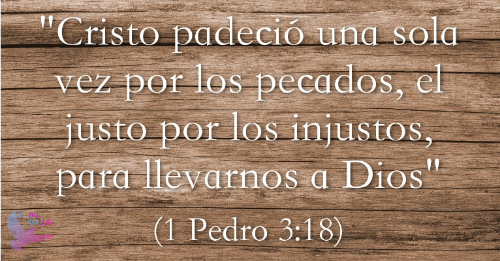 "Cristo padeció una sola
vez por los pecados, el
justo por los injustos,
para llevarnos a Dios"
(1 Pedro 3:18)